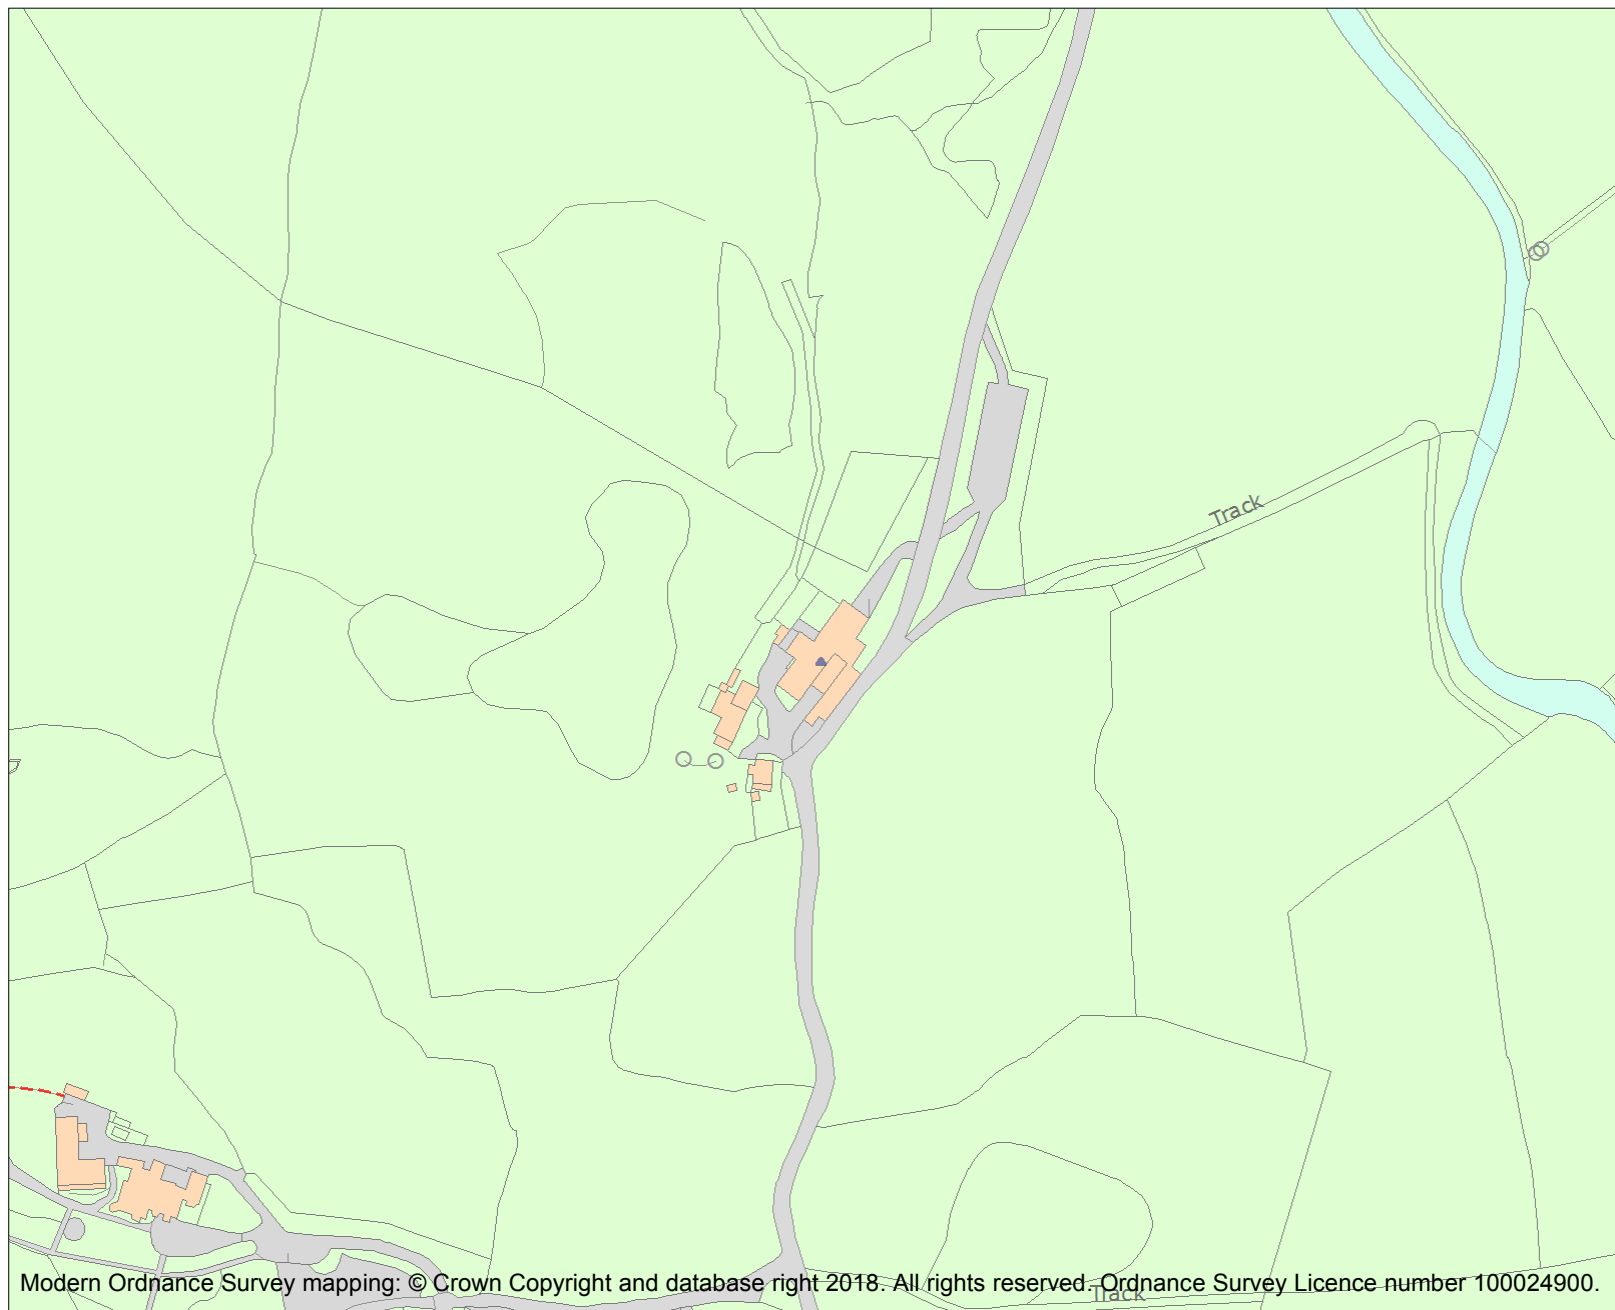 Track
Modern Ordnance Survey mapping: © Crown Copyright and database right 2018. All rights reserved. Ordnance Survey Licence number 100024900.
Track